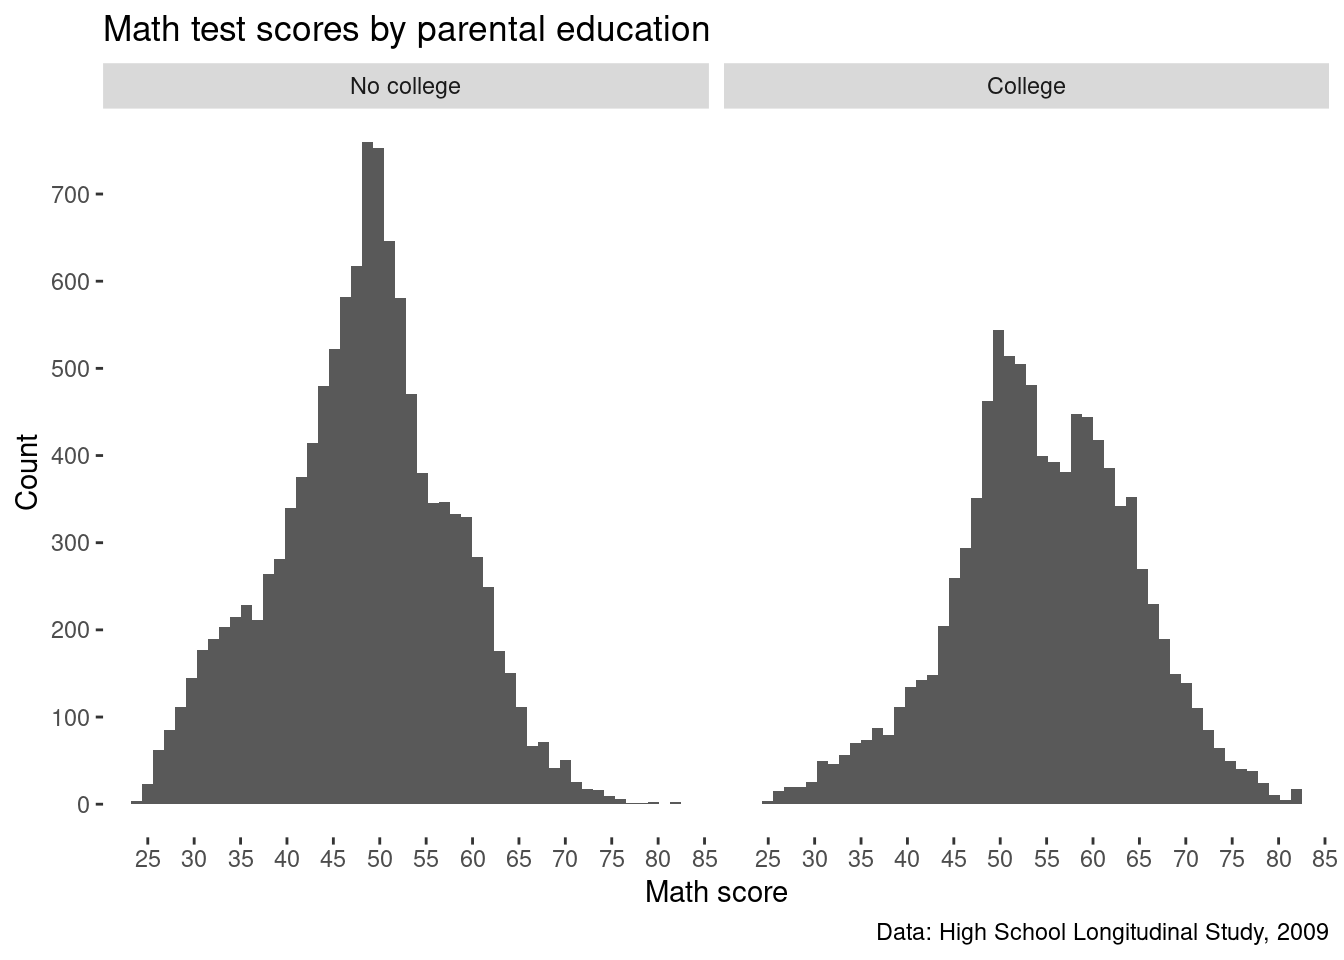 Math test scores by parental education
No college College
700
600
500
400
300
200
100
0
Count
25 30 35 40 45 50 55 60 65 70 75 80 85 25 30 35 40 45 50 55 60 65 70 75 80 85
Math score
Data: High School Longitudinal Study, 2009